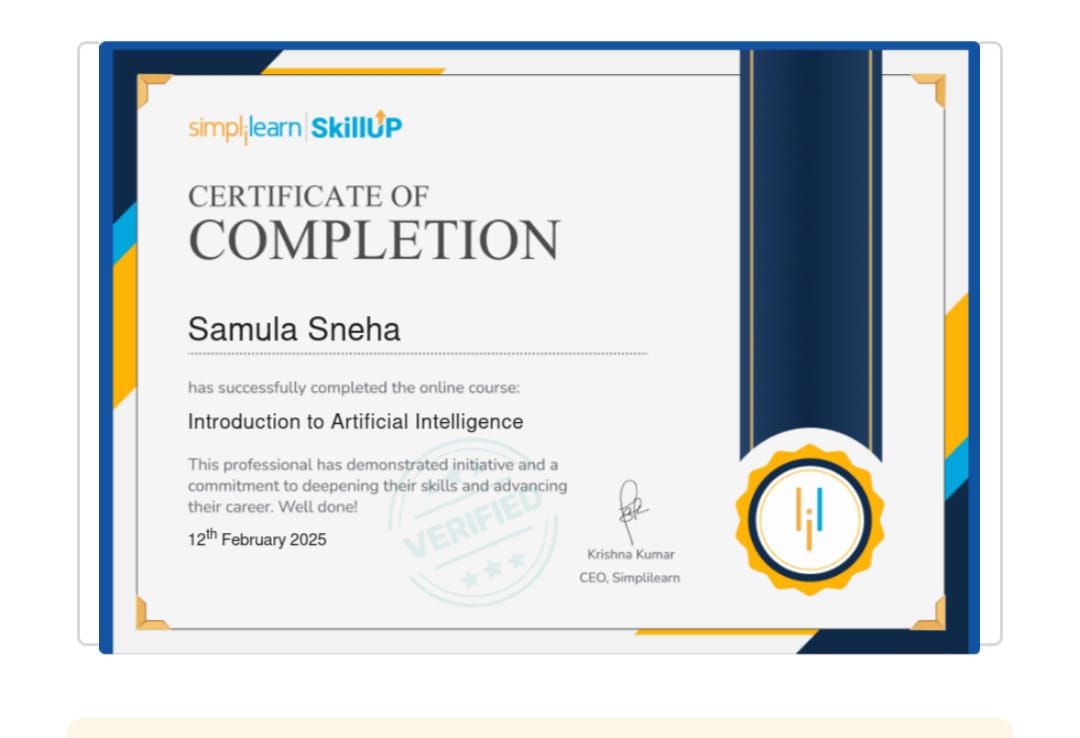 simplilearn | SkillUP
CERTIFICATE OF
COMPLETION
Samula Sneha
has successfully completed the online course:
Introduction to Artificial Intelligence
This professional has demonstrated initiative and a
commitment to deepening their skills and advancing
their career. Well done!
12th February 2025
VERIFIED
Krishna Kumar
CEO, Simplilearn